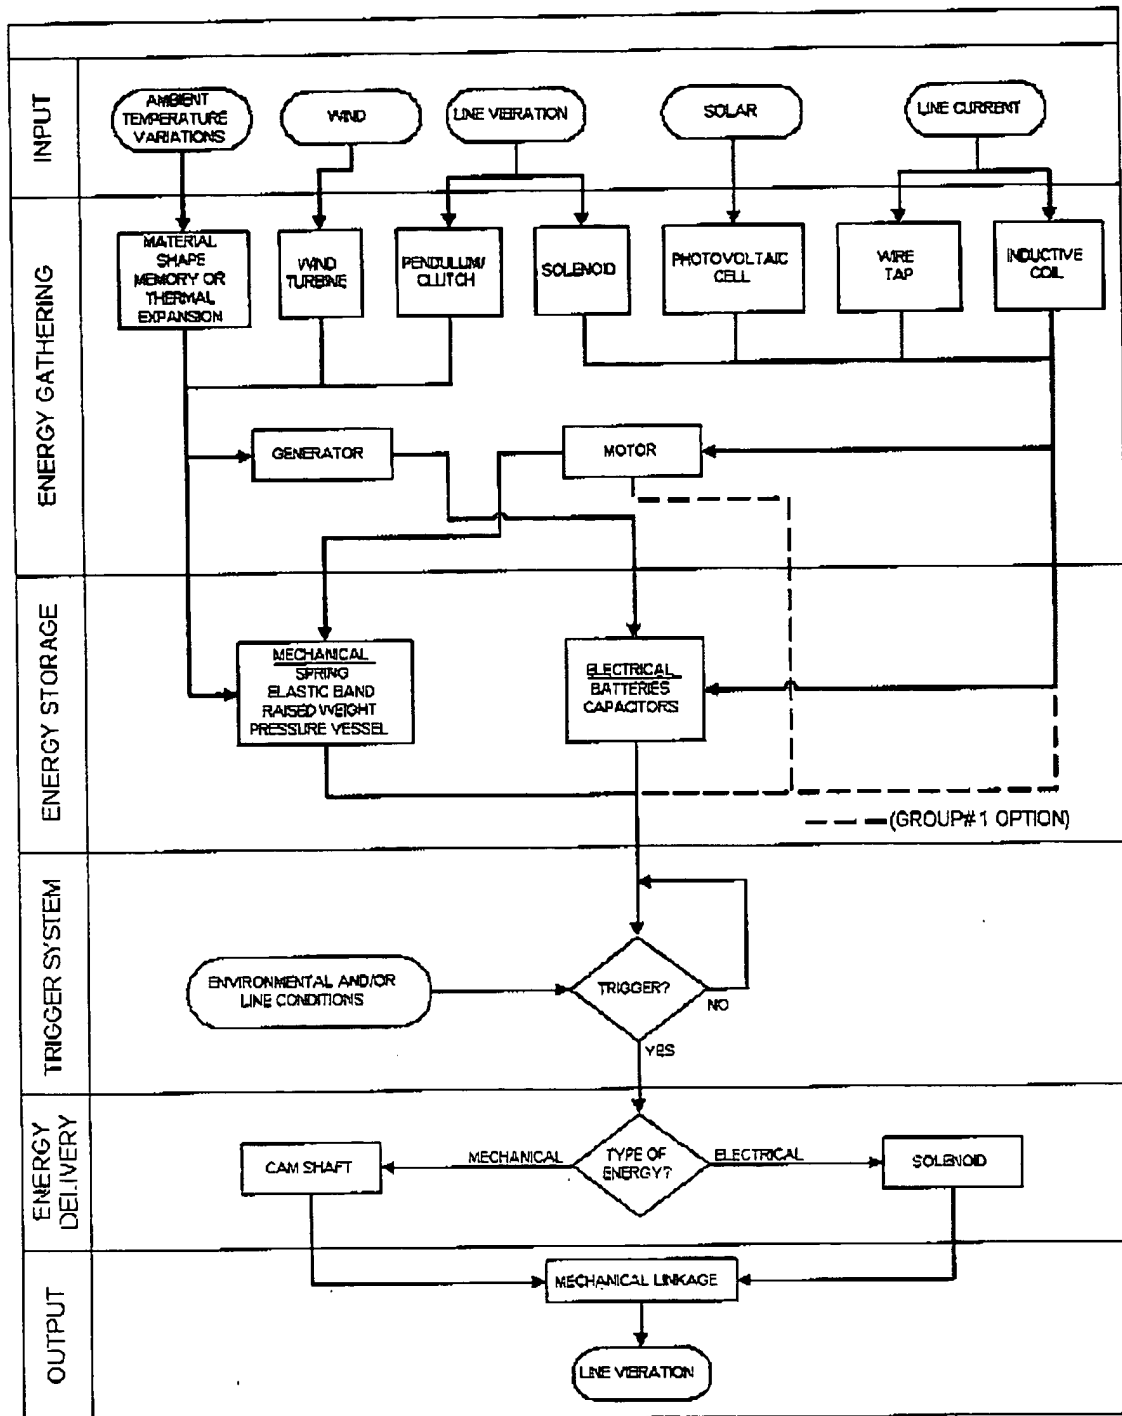 INPUT
AMBIENT
TEMPERATURE
VARIATIONS
WIND
LINE VIBRATION
SOLAR
LINE CURRENT
ENERGY GATHERING
MATERIAL
SHAPE
MEMORY OR
THERMAL
EXPANSION
WIND
TURBINE
PENDULUM/
CLUTCH
SOLENOID
PHOTOVOLTAIC
CELL
WIRE
TAP
INDUCTIVE
COIL
GENERATOR
MOTOR
ENERGY STORAGE
MECHANICAL
SPRING
ELASTIC BAND
RAISED WEIGHT
PRESSURE VESSEL
ELECTRICAL
BATTERIES
CAPACITORS
(GROUP#1 OPTION)
TRIGGER SYSTEM
ENVIRONMENTAL AND/OR
LINE CONDITIONS
TRIGGER?
NO
YES
ENERGY
DELIVERY
CAM SHAFT
MECHANICAL
TYPE OF
ENERGY?
ELECTRICAL
SOLENOID
OUTPUT
MECHANICAL LINKAGE
LINE VIBRATION